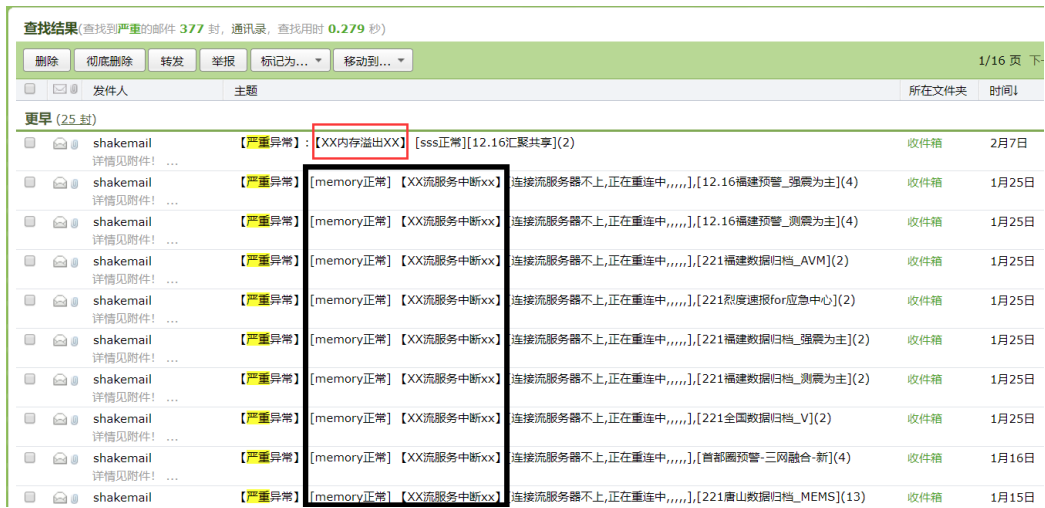 查找结果(查找到严重的邮件 377 封，通讯录，查找用时 0.279 秒)
删除 彻底删除 转发 举报 标记为... 移动到... 1/16 页 下一
发件人 主题 所在文件夹 时间↓
更早 (25 封)
shakemail 【严重异常】:【XX内存溢出XX】 [sss正常][12.16汇聚共享](2) 收件箱 2月7日
详情见附件! ...
shakemail 【严重异常】 [memory正常] 【XX流服务中断xx】[连接流服务器不上,正在重连中,,,,,],[12.16福建预警_强震为主](4) 收件箱 1月25日
详情见附件! ...
shakemail 【严重异常】 [memory正常] 【XX流服务中断xx】[连接流服务器不上,正在重连中,,,,,],[12.16福建预警_测震为主](4) 收件箱 1月25日
详情见附件! ...
shakemail 【严重异常】 [memory正常] 【XX流服务中断xx】[连接流服务器不上,正在重连中,,,,,],[221福建数据归档_AVM](2) 收件箱 1月25日
详情见附件! ...
shakemail 【严重异常】 [memory正常] 【XX流服务中断xx】[连接流服务器不上,正在重连中,,,,,],[221烈度速报for应急中心](2) 收件箱 1月25日
详情见附件! ...
shakemail 【严重异常】 [memory正常] 【XX流服务中断xx】[连接流服务器不上,正在重连中,,,,,],[221福建数据归档_强震为主](2) 收件箱 1月25日
详情见附件! ...
shakemail 【严重异常】 [memory正常] 【XX流服务中断xx】[连接流服务器不上,正在重连中,,,,,],[221福建数据归档_测震为主](2) 收件箱 1月25日
详情见附件! ...
shakemail 【严重异常】 [memory正常] 【XX流服务中断xx】[连接流服务器不上,正在重连中,,,,,],[221全国数据归档_V](2) 收件箱 1月25日
详情见附件! ...
shakemail 【严重异常】 [memory正常] 【XX流服务中断xx】[连接流服务器不上,正在重连中,,,,,],[首都圈预警-三网融合-新](4) 收件箱 1月16日
详情见附件! ...
shakemail 【严重异常】 [memory正常] 【XX流服务中断xx】[连接流服务器不上,正在重连中,,,,,],[221唐山数据归档_MEMS](13) 收件箱 1月15日